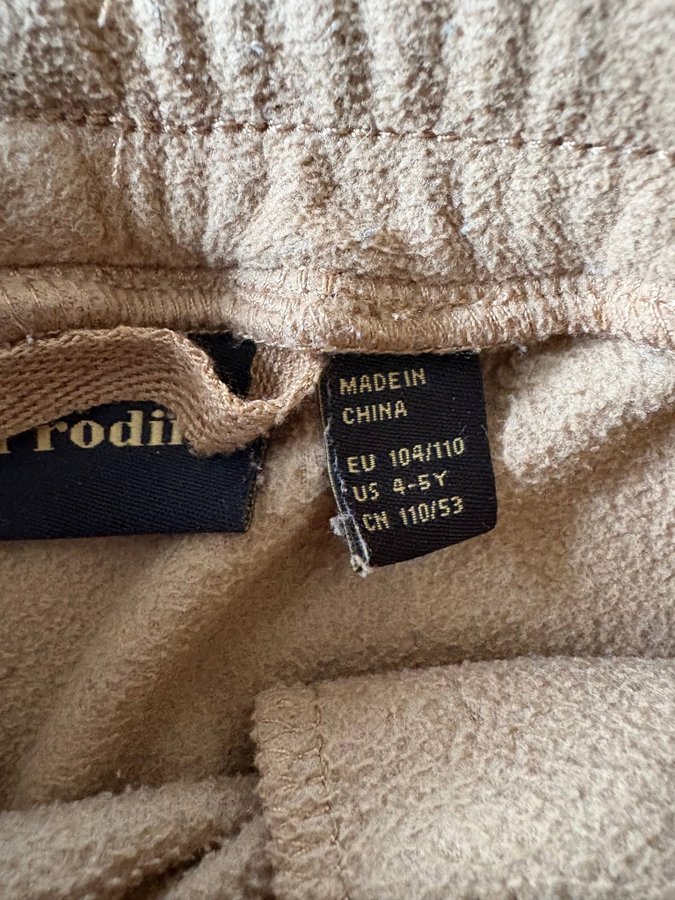 MADE IN
CHINA
EU 104/110
US 4-5Y
CN 110/53